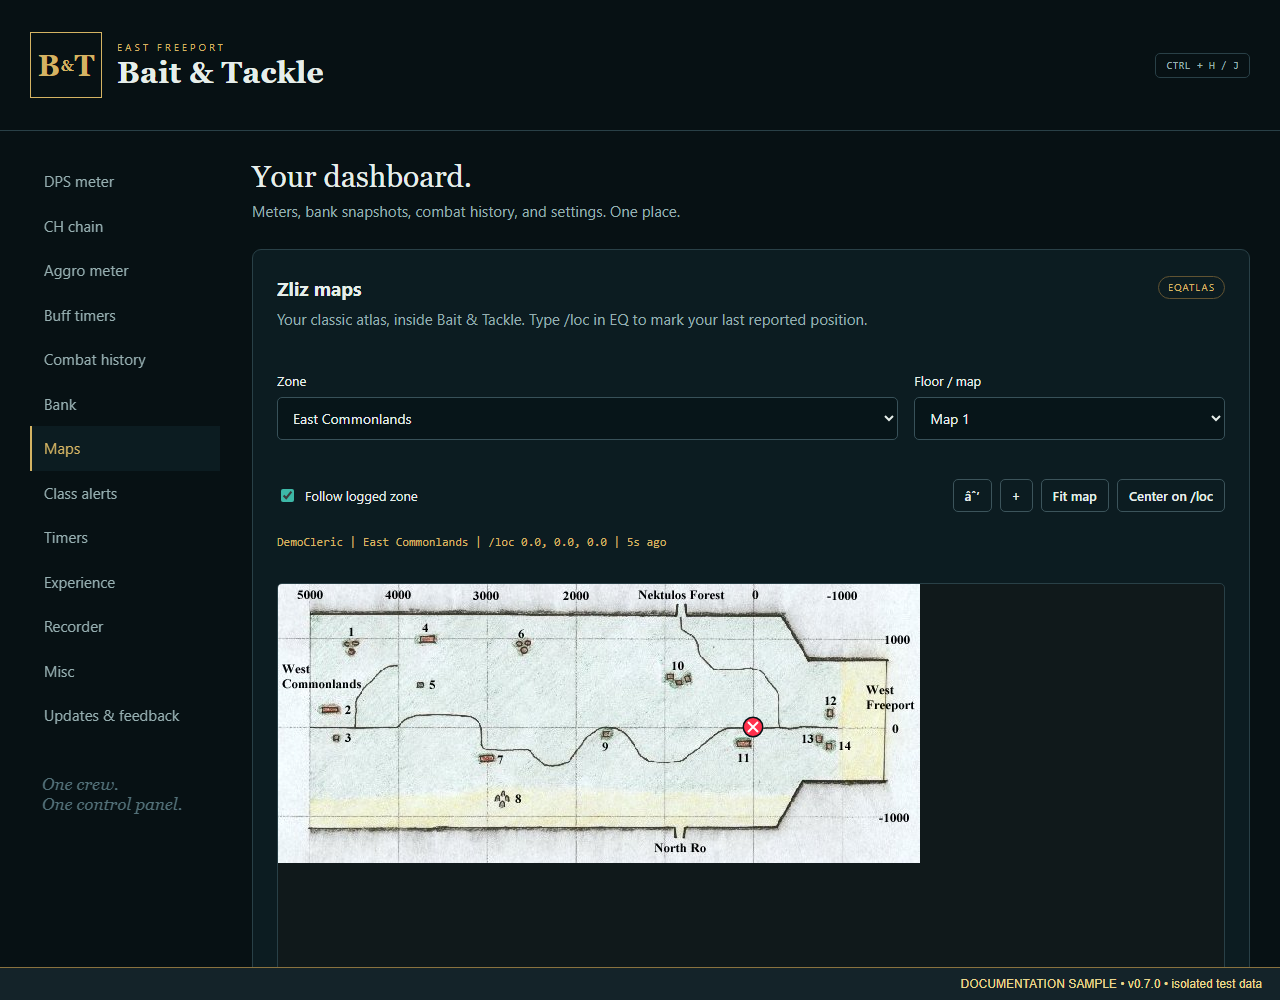 B&T
EAST FREEPORT
Bait & Tackle
CTRL + H / J
DPS meter
CH chain
Aggro meter
Buff timers
Combat history
Bank
Maps
Class alerts
Timers
Experience
Recorder
Misc
Updates & feedback
One crew.
One control panel.
Your dashboard.
Meters, bank snapshots, combat history, and settings. One place.
Zliz maps
EQATLAS
Your classic atlas, inside Bait & Tackle. Type /loc in EQ to mark your last reported position.
Zone
Floor / map
East Commonlands
Map 1
Follow logged zone
âˆ’
+
Fit map
Center on /loc
DemoCleric | East Commonlands | /loc 0.0, 0.0, 0.0 | 5s ago
5000 4000 3000 2000 Nektulos Forest 0 -1000
1 4 6 1000
10
West
Commonlands
5
West
Freeport
2 12
3 9 13 14 0
7 11
8
-1000
North Ro
DOCUMENTATION SAMPLE • v0.7.0 • isolated test data